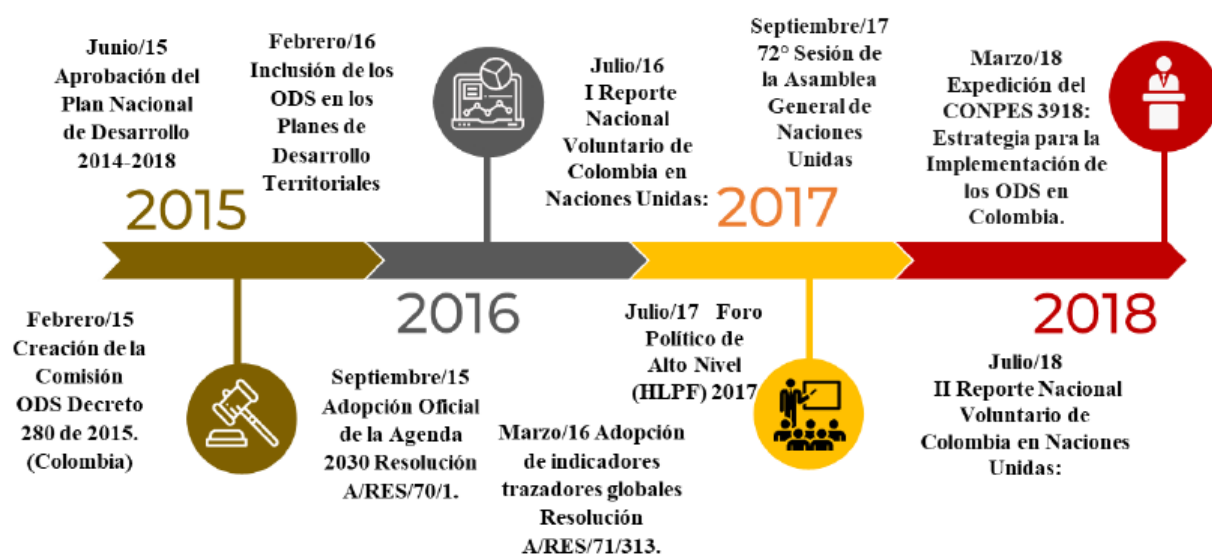 Junio/15
Aprobación del
Plan Nacional
de Desarrollo
2014-2018
Febrero/16
Inclusión de los
ODS en los
Planes de
Desarrollo
Territoriales
Julio/16
I Reporte
Nacional
Voluntario de
Colombia en
Naciones Unidas:
Septiembre/17
72° Sesión de
la Asamblea
General de
Naciones
Unidas
Marzo/18
Expedición del
CONPES 3918:
Estrategia para la
Implementación de
los ODS en
Colombia.
2015
2017
2016
2018
Febrero/15
Creación de la
Comisión
ODS Decreto
280 de 2015.
(Colombia)
Septiembre/15
Adopción Oficial
de la Agenda
2030 Resolución
A/RES/70/1.
Marzo/16 Adopción
de indicadores
trazadores globales
Resolución
A/RES/71/313.
Julio/17 Foro
Político de
Alto Nivel
(HLPF) 2017
Julio/18
II Reporte Nacional
Voluntario de
Colombia en Naciones
Unidas: